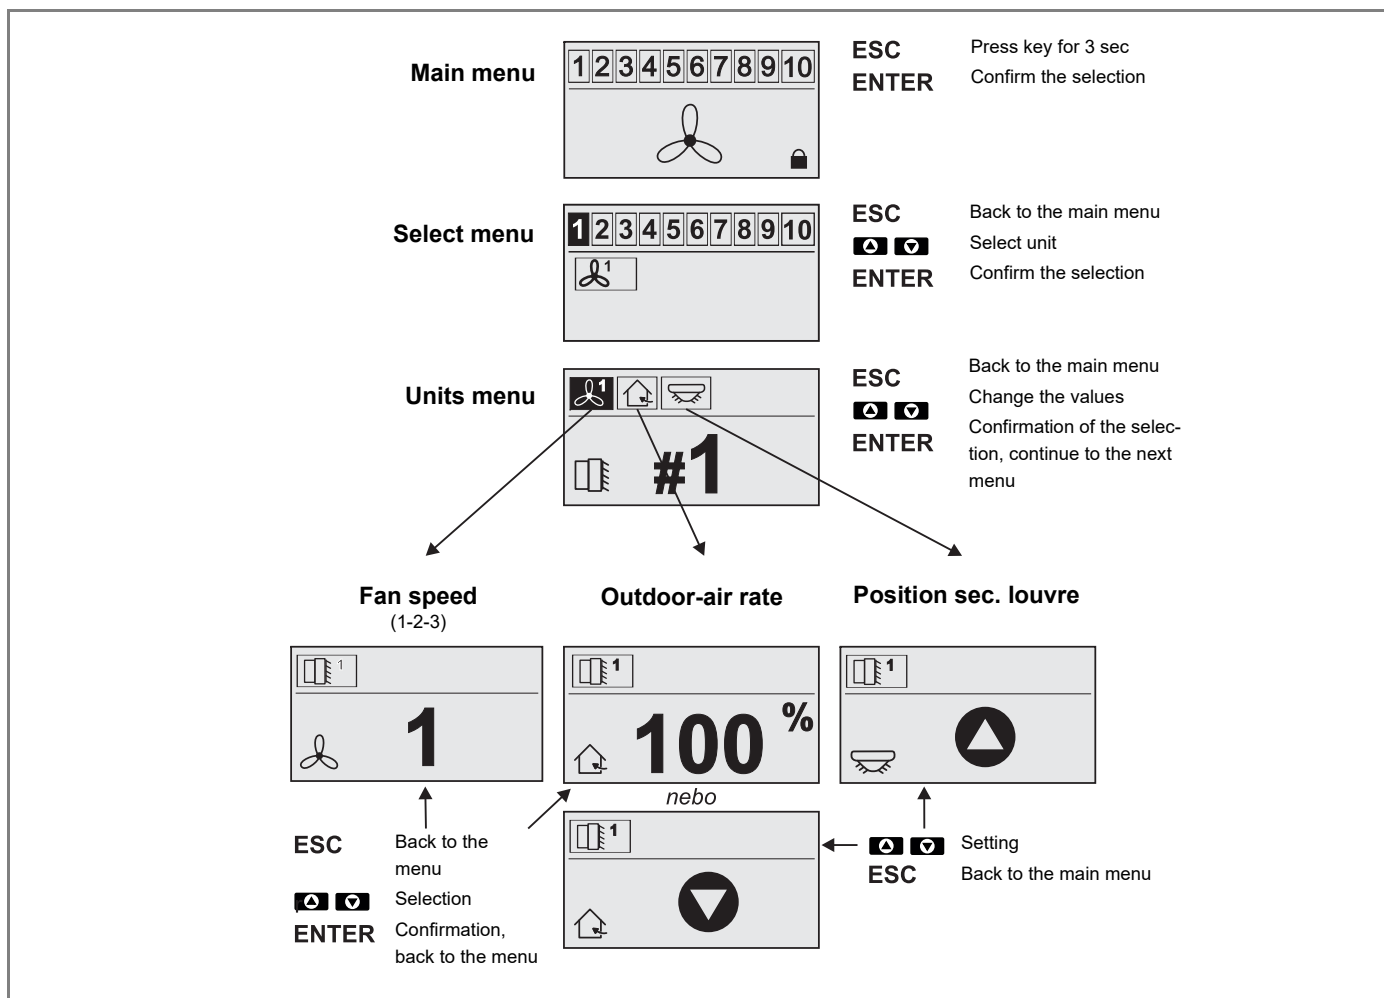 Main menu
1 2 3 4 5 6 7 8 9 10
ESC Press key for 3 sec
ENTER Confirm the selection
Select menu
1 2 3 4 5 6 7 8 9 10
1
ESC Back to the main menu
Select unit
ENTER Confirm the selection
Units menu
1
#1
ESC Back to the main menu
Change the values
ENTER Confirmation of the selec-
tion, continue to the next
menu
Fan speed
(1-2-3)
Outdoor-air rate
Position sec. louvre
1
1
1
100 %
1
nebo
1
ESC Back to the
menu
Selection
ENTER Confirmation,
back to the menu
Setting
ESC Back to the main menu